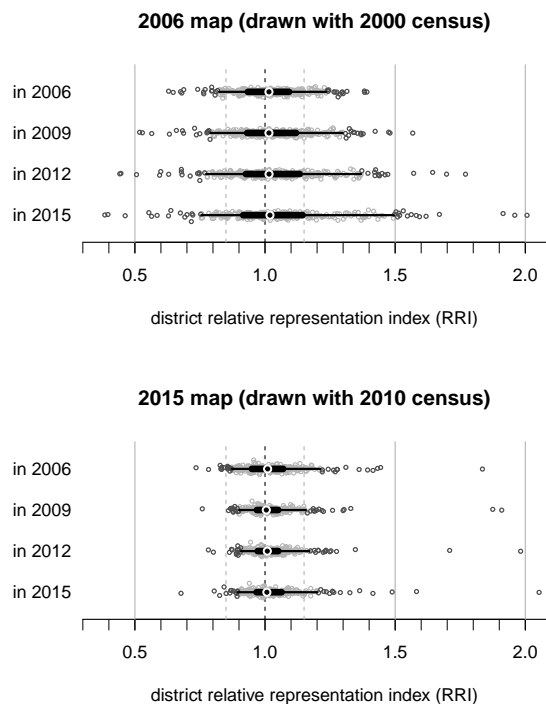 2006 map (drawn with 2000 census)
in 2006
in 2009
in 2012
in 2015
0.5 1.0 1.5 2.0
district relative representation index (RRI)
2015 map (drawn with 2010 census)
in 2006
in 2009
in 2012
in 2015
0.5 1.0 1.5 2.0
district relative representation index (RRI)